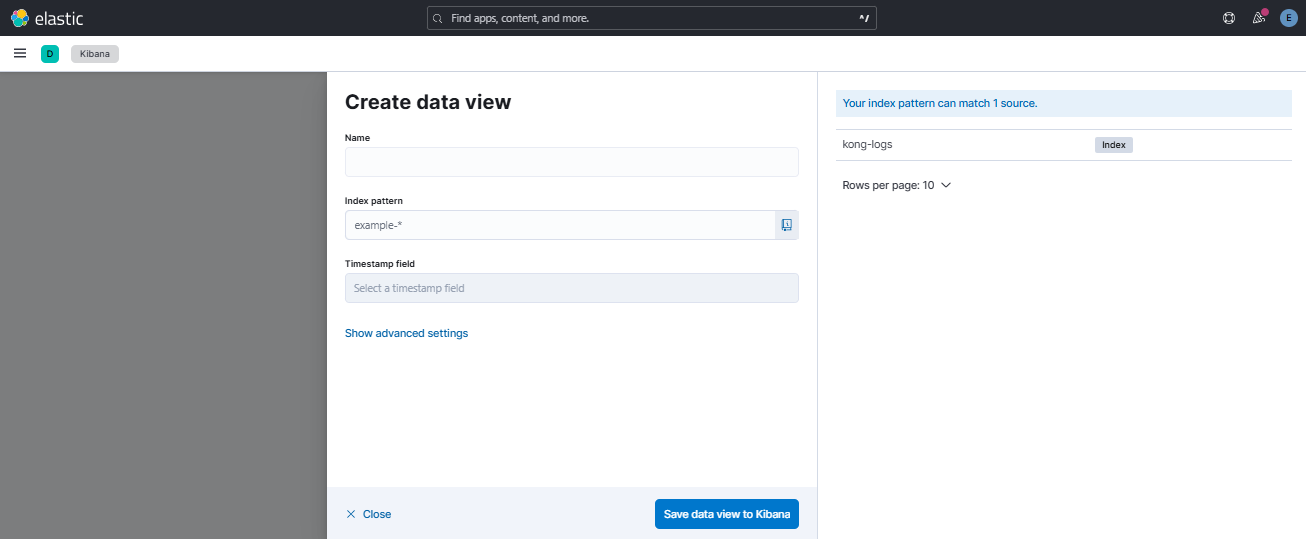 elastic
Find apps, content, and more.
^/
E
D
Kibana
Create data view
Name
Index pattern
example-*
Timestamp field
Select a timestamp field
Show advanced settings
Close
Save data view to Kibana
Your index pattern can match 1 source.
kong-logs
Index
Rows per page: 10